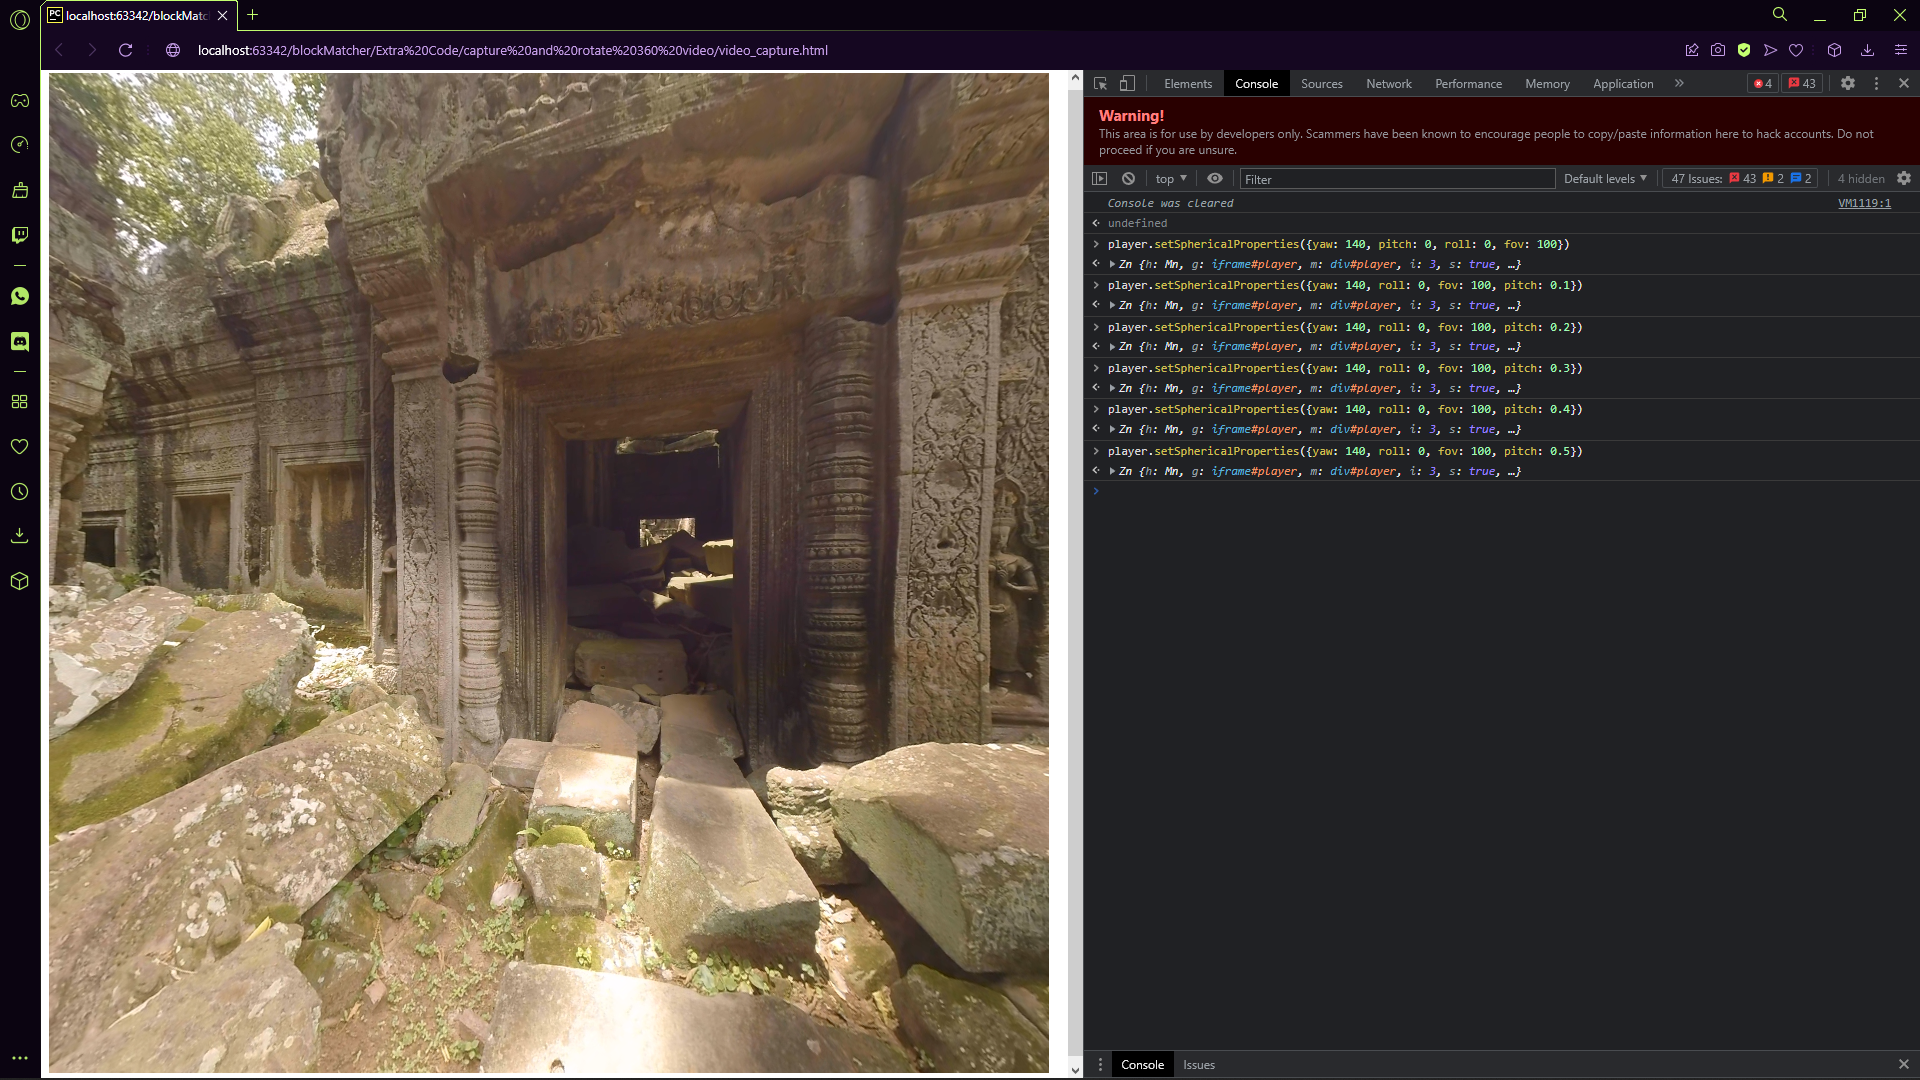 localhost:63342/blockMatc
localhost:63342/blockMatcher/Extra%20Code/capture%20and%20rotate%20360%20video/video_capture.html
Elements Console Sources Network Performance Memory Application 4 43
Warning!
This area is for use by developers only. Scammers have been known to encourage people to copy/paste information here to hack accounts. Do not
proceed if you are unsure.
top Filter Default levels 47 Issues: 43 2 2 4 hidden
Console was cleared VM1119:1
undefined
player.setSphericalProperties({yaw: 140, pitch: 0, roll: 0, fov: 100})
Zn {h: Mn, g: iframe#player, m: div#player, i: 3, s: true, …}
player.setSphericalProperties({yaw: 140, roll: 0, fov: 100, pitch: 0.1})
Zn {h: Mn, g: iframe#player, m: div#player, i: 3, s: true, …}
player.setSphericalProperties({yaw: 140, roll: 0, fov: 100, pitch: 0.2})
Zn {h: Mn, g: iframe#player, m: div#player, i: 3, s: true, …}
player.setSphericalProperties({yaw: 140, roll: 0, fov: 100, pitch: 0.3})
Zn {h: Mn, g: iframe#player, m: div#player, i: 3, s: true, …}
player.setSphericalProperties({yaw: 140, roll: 0, fov: 100, pitch: 0.4})
Zn {h: Mn, g: iframe#player, m: div#player, i: 3, s: true, …}
player.setSphericalProperties({yaw: 140, roll: 0, fov: 100, pitch: 0.5})
Zn {h: Mn, g: iframe#player, m: div#player, i: 3, s: true, …}
Console Issues